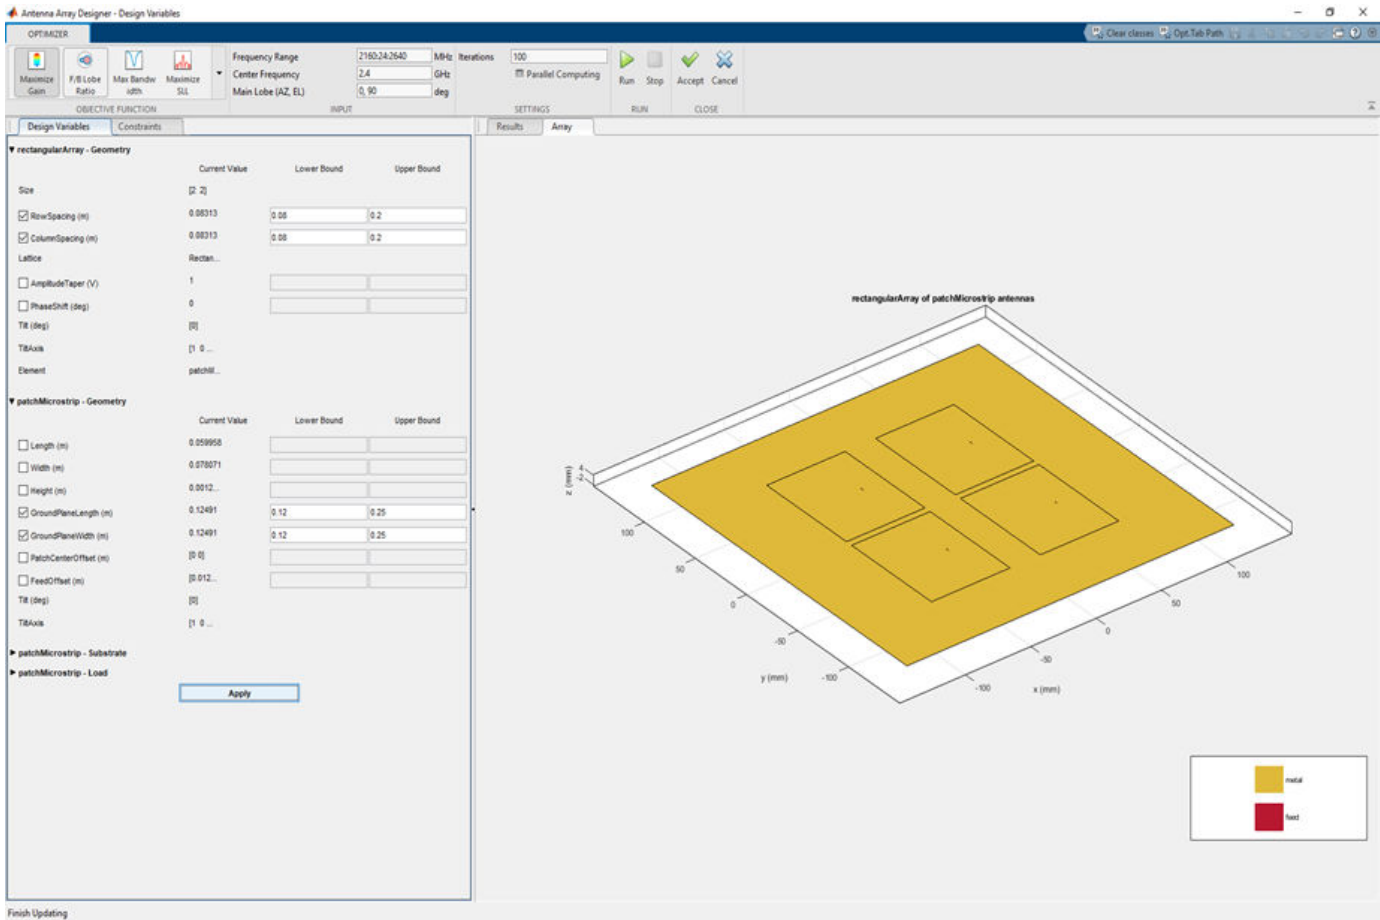 Antenna Array Designer - Design Variables
OPTIMIZER
Clear classes Opt.Tab Path
Maximize Gain
F/B Lobe Ratio
Max Bandwidth
Maximize SLL
Frequency Range 2160:24:2640 MHz
Center Frequency 2.4 GHz
Main Lobe (AZ, EL) 0, 90 deg
Iterations 100
Parallel Computing
Run Stop Accept Cancel
OBJECTIVE FUNCTION INPUT SETTINGS RUN CLOSE
Design Variables Constraints
Results Array
rectangularArray - Geometry
Current Value Lower Bound Upper Bound
Size [2 2]
RowSpacing (m) 0.08313 0.08 0.2
ColumnSpacing (m) 0.08313 0.08 0.2
Lattice Rectan...
AmplitudeTaper (V) 1
PhaseShift (deg) 0
Tilt (deg) [0]
TiltAxis [1 0 ...
Element patchM...
patchMicrostrip - Geometry
Current Value Lower Bound Upper Bound
Length (m) 0.059958
Width (m) 0.078071
Height (m) 0.0012...
GroundPlaneLength (m) 0.12491 0.12 0.25
GroundPlaneWidth (m) 0.12491 0.12 0.25
PatchCenterOffset (m) [0 0]
FeedOffset (m) [0.012...
Tilt (deg) [0]
TiltAxis [1 0 ...
patchMicrostrip - Substrate
patchMicrostrip - Load
Apply
rectangularArray of patchMicrostrip antennas
z (mm)
4
-2
100
50
0
-50
-100
y (mm)
100
50
0
-50
-100
x (mm)
metal
feed
Finish Updating